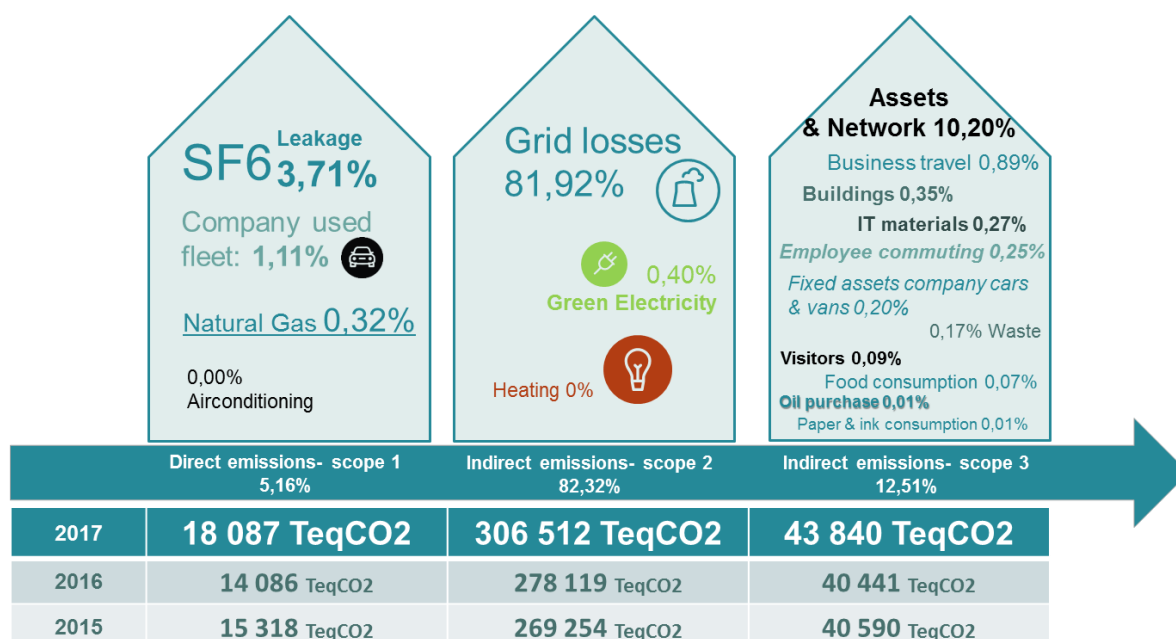 SF6 Leakage
3,71%
Company used
fleet: 1,11%
Natural Gas 0,32%
0,00%
Airconditioning
Grid losses
81,92%
0,40%
Green Electricity
Heating 0%
Assets
& Network 10,20%
Business travel 0,89%
Buildings 0,35%
IT materials 0,27%
Employee commuting 0,25%
Fixed assets company cars
& vans 0,20%
0,17% Waste
Visitors 0,09%
Food consumption 0,07%
Oil purchase 0,01%
Paper & ink consumption 0,01%
Direct emissions- scope 1
5,16%
Indirect emissions- scope 2
82,32%
Indirect emissions- scope 3
12,51%
2017 18 087 TeqCO2 306 512 TeqCO2 43 840 TeqCO2
2016 14 086 TeqCO2 278 119 TeqCO2 40 441 TeqCO2
2015 15 318 TeqCO2 269 254 TeqCO2 40 590 TeqCO2